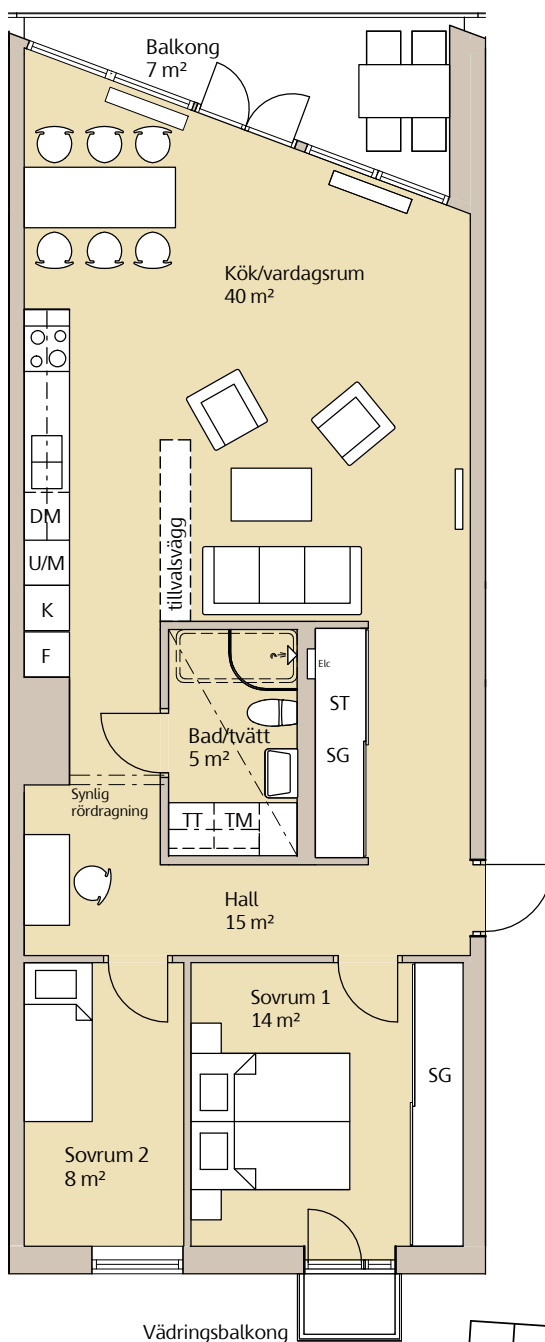 Balkong
7 m²
Kök/vardagsrum
40 m²
DM
U/M
K
F
tillvalsvägg
Elc
ST
SG
Bad/tvätt
5 m²
TT TM
Synlig
rördragning
Hall
15 m²
Sovrum 1
14 m²
SG
Sovrum 2
8 m²
Vädringsbalkong